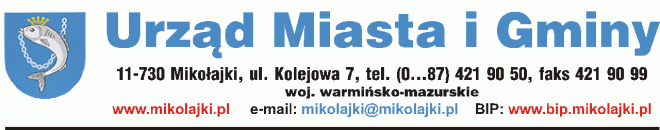 Urząd Miasta i Gminy
11-730 Mikołajki, ul. Kolejowa 7, tel. (0...87) 421 90 50, faks 421 90 99
woj. warmińsko-mazurskie
www.mikolajki.pl e-mail: mikolajki@mikolajki.pl BIP: www.bip.mikolajki.pl